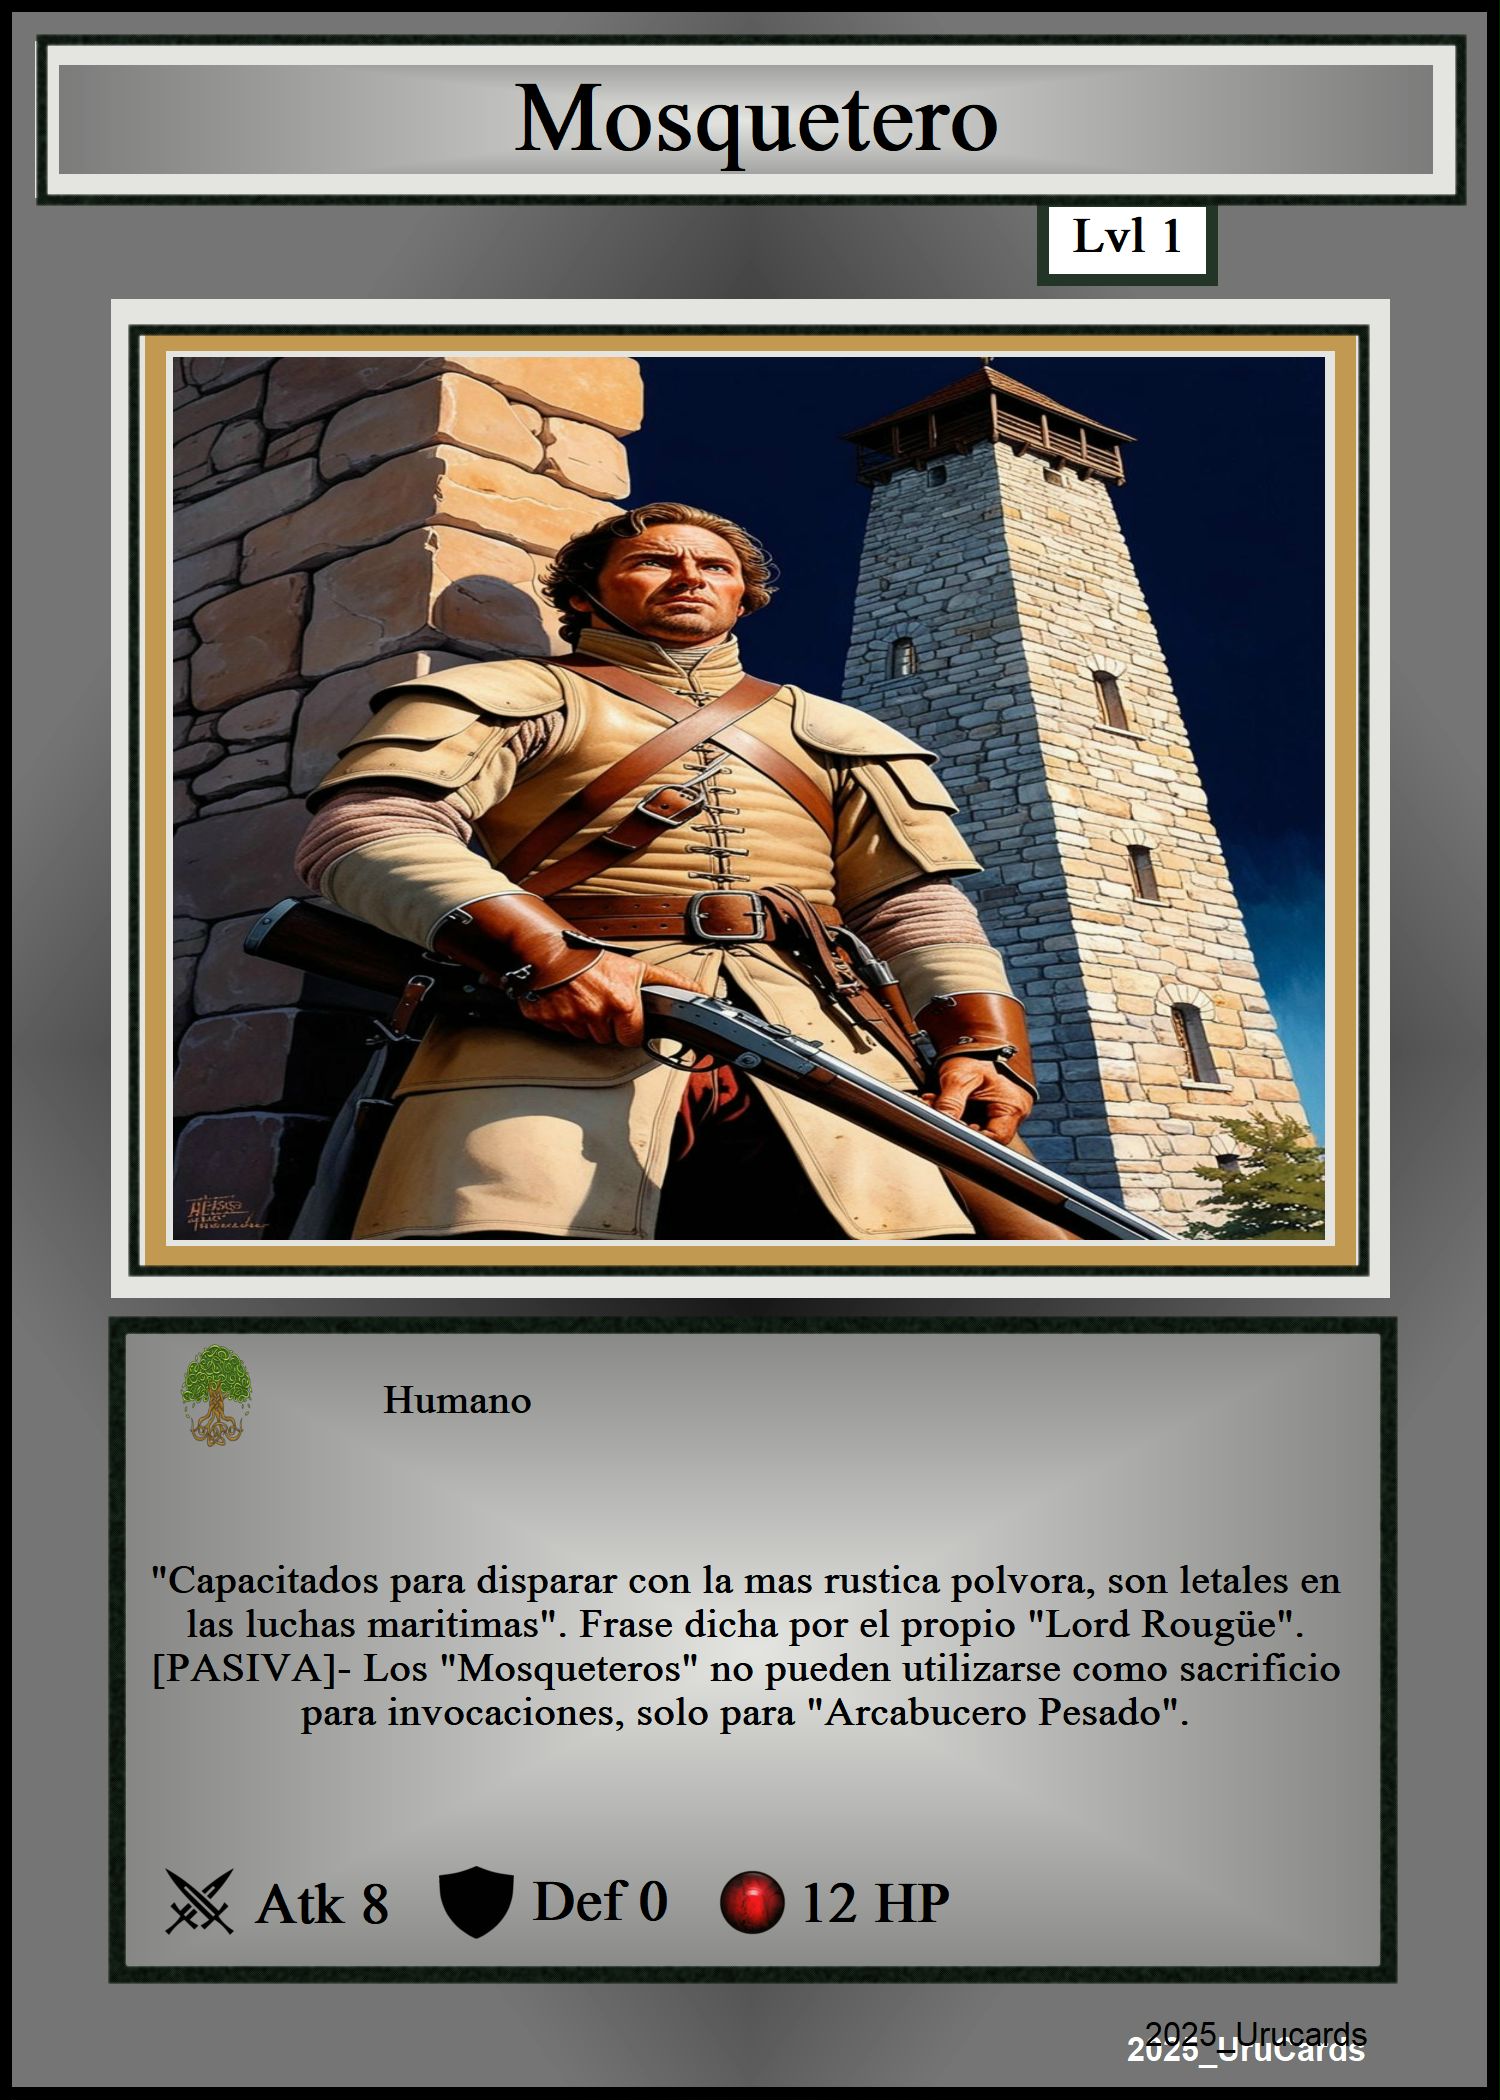 Mosquetero
Lvl 1
Humano
"Capacitados para disparar con la mas rustica polvora, son letales en
las luchas maritimas". Frase dicha por el propio "Lord Rougüe".
[PASIVA]- Los "Mosqueteros" no pueden utilizarse como sacrificio
para invocaciones, solo para "Arcabucero Pesado".
Atk 8 Def 0 12 HP
2025_Urucards
2025_UruCards